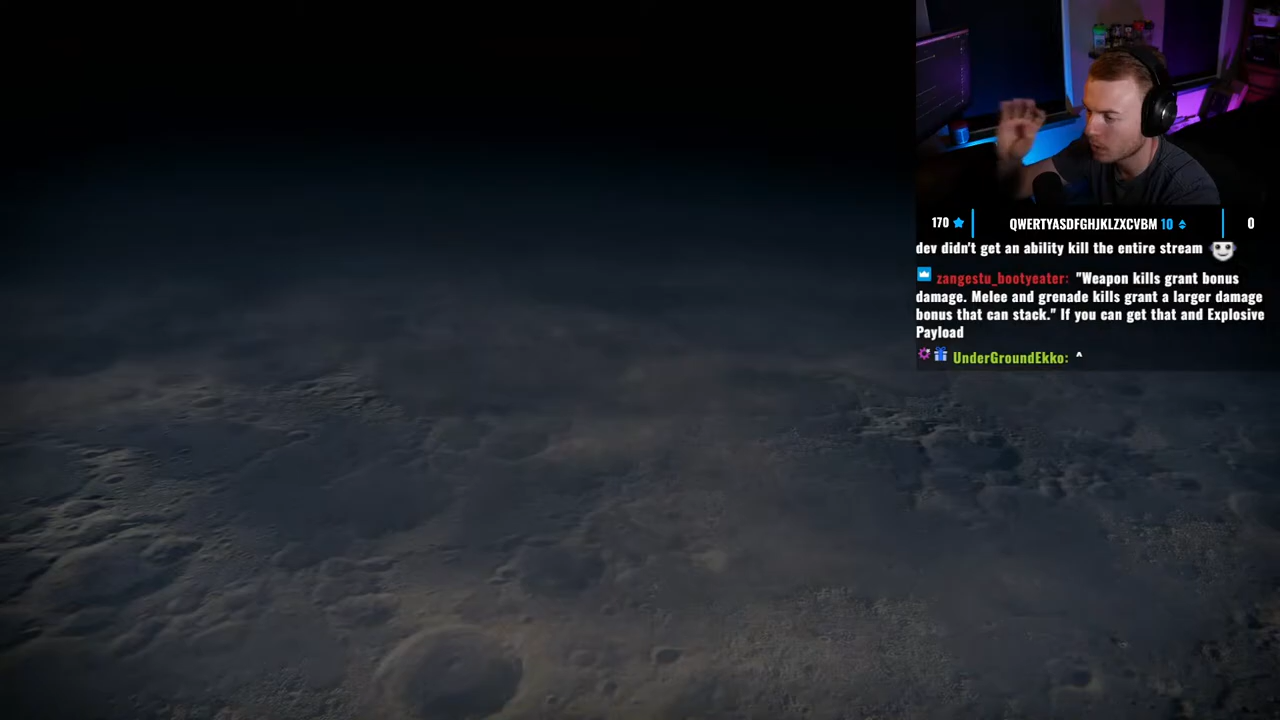 170
QWERTYASDFGHJKLZXCVBM 10
0
dev didn't get an ability kill the entire stream
zangestu_bootyeater: "Weapon kills grant bonus
damage. Melee and grenade kills grant a larger damage
bonus that can stack." If you can get that and Explosive
Payload
UnderGroundEkko: ^